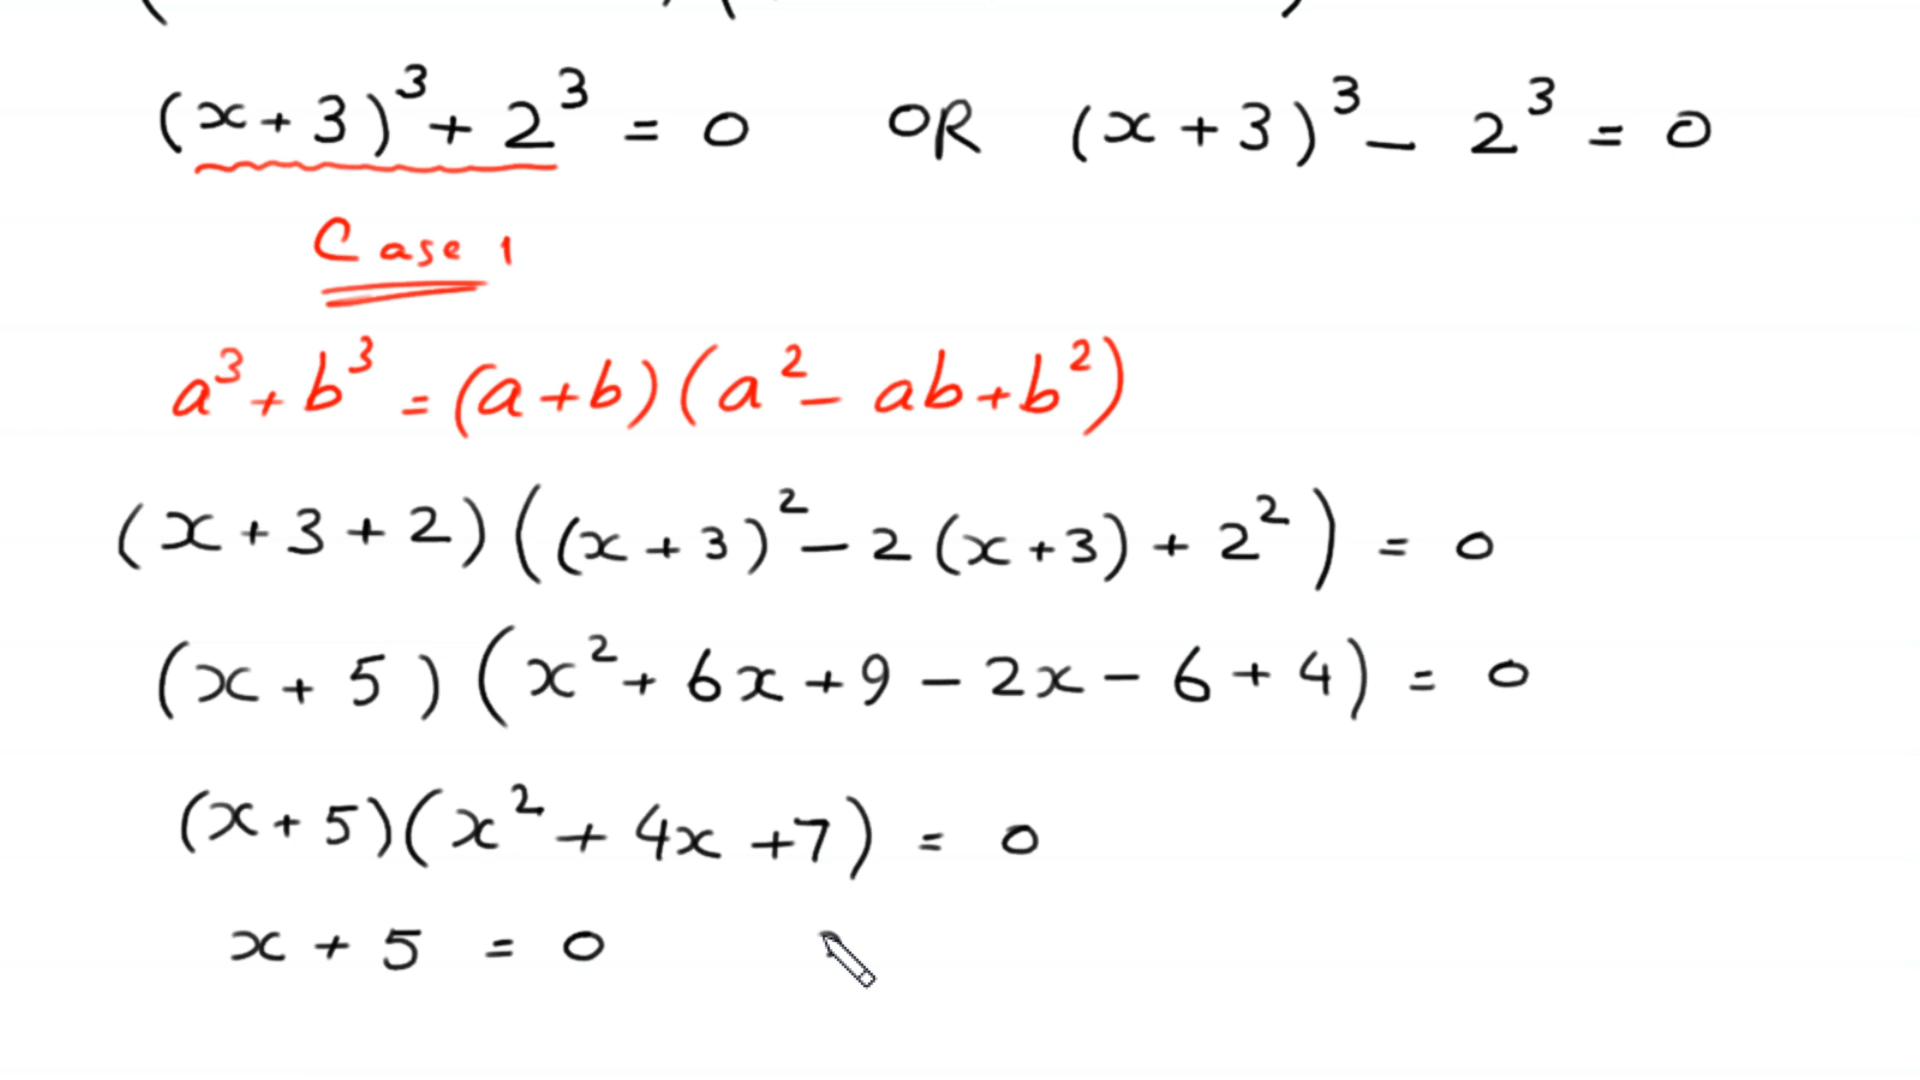 (x+3)³+2³ = 0 OR (x+3)³-2³ = 0
Case 1
a³+b³ = (a+b)(a²-ab+b²)
(x+3+2)((x+3)²-2(x+3)+2²) = 0
(x+5)(x²+6x+9-2x-6+4) = 0
(x+5)(x²+4x+7) = 0
x+5 = 0